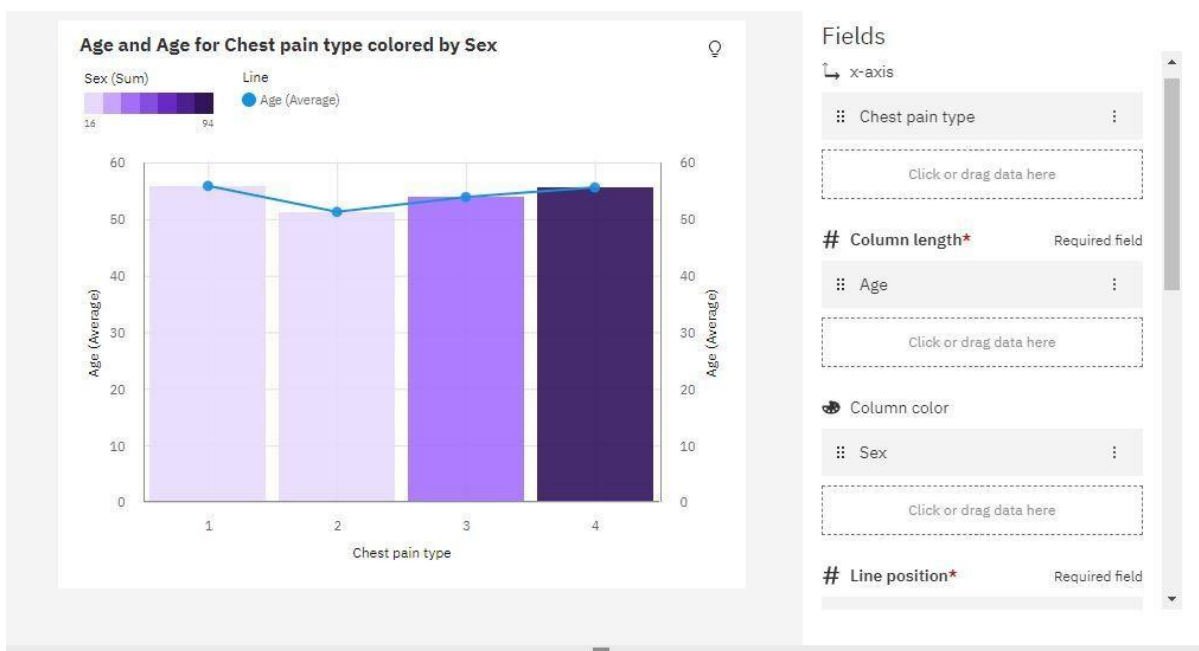 Age and Age for Chest pain type colored by Sex
Sex (Sum)
16 94
Line
Age (Average)
60
50
40
30
20
10
0
Age (Average)
60
50
40
30
20
10
0
Age (Average)
1 2 3 4
Chest pain type
Fields
x-axis
Chest pain type
Click or drag data here
# Column length* Required field
Age
Click or drag data here
Column color
Sex
Click or drag data here
# Line position* Required field